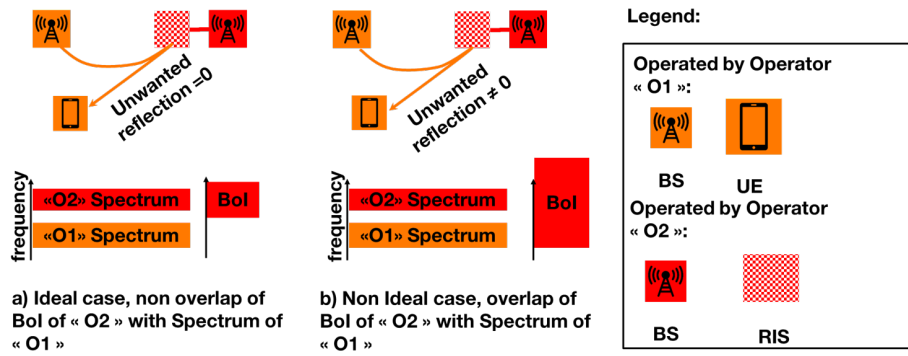 Unwanted
reflection =0
frequency
«O2» Spectrum
«O1» Spectrum
BoI
a) Ideal case, non overlap of
BoI of « O2 » with Spectrum of
« O1 »
Unwanted
reflection ≠ 0
frequency
«O2» Spectrum
«O1» Spectrum
BoI
b) Non Ideal case, overlap of
BoI of « O2 » with Spectrum of
« O1 »
Legend:
Operated by Operator
« O1 »:
BS
UE
Operated by Operator
« O2 »:
BS
RIS